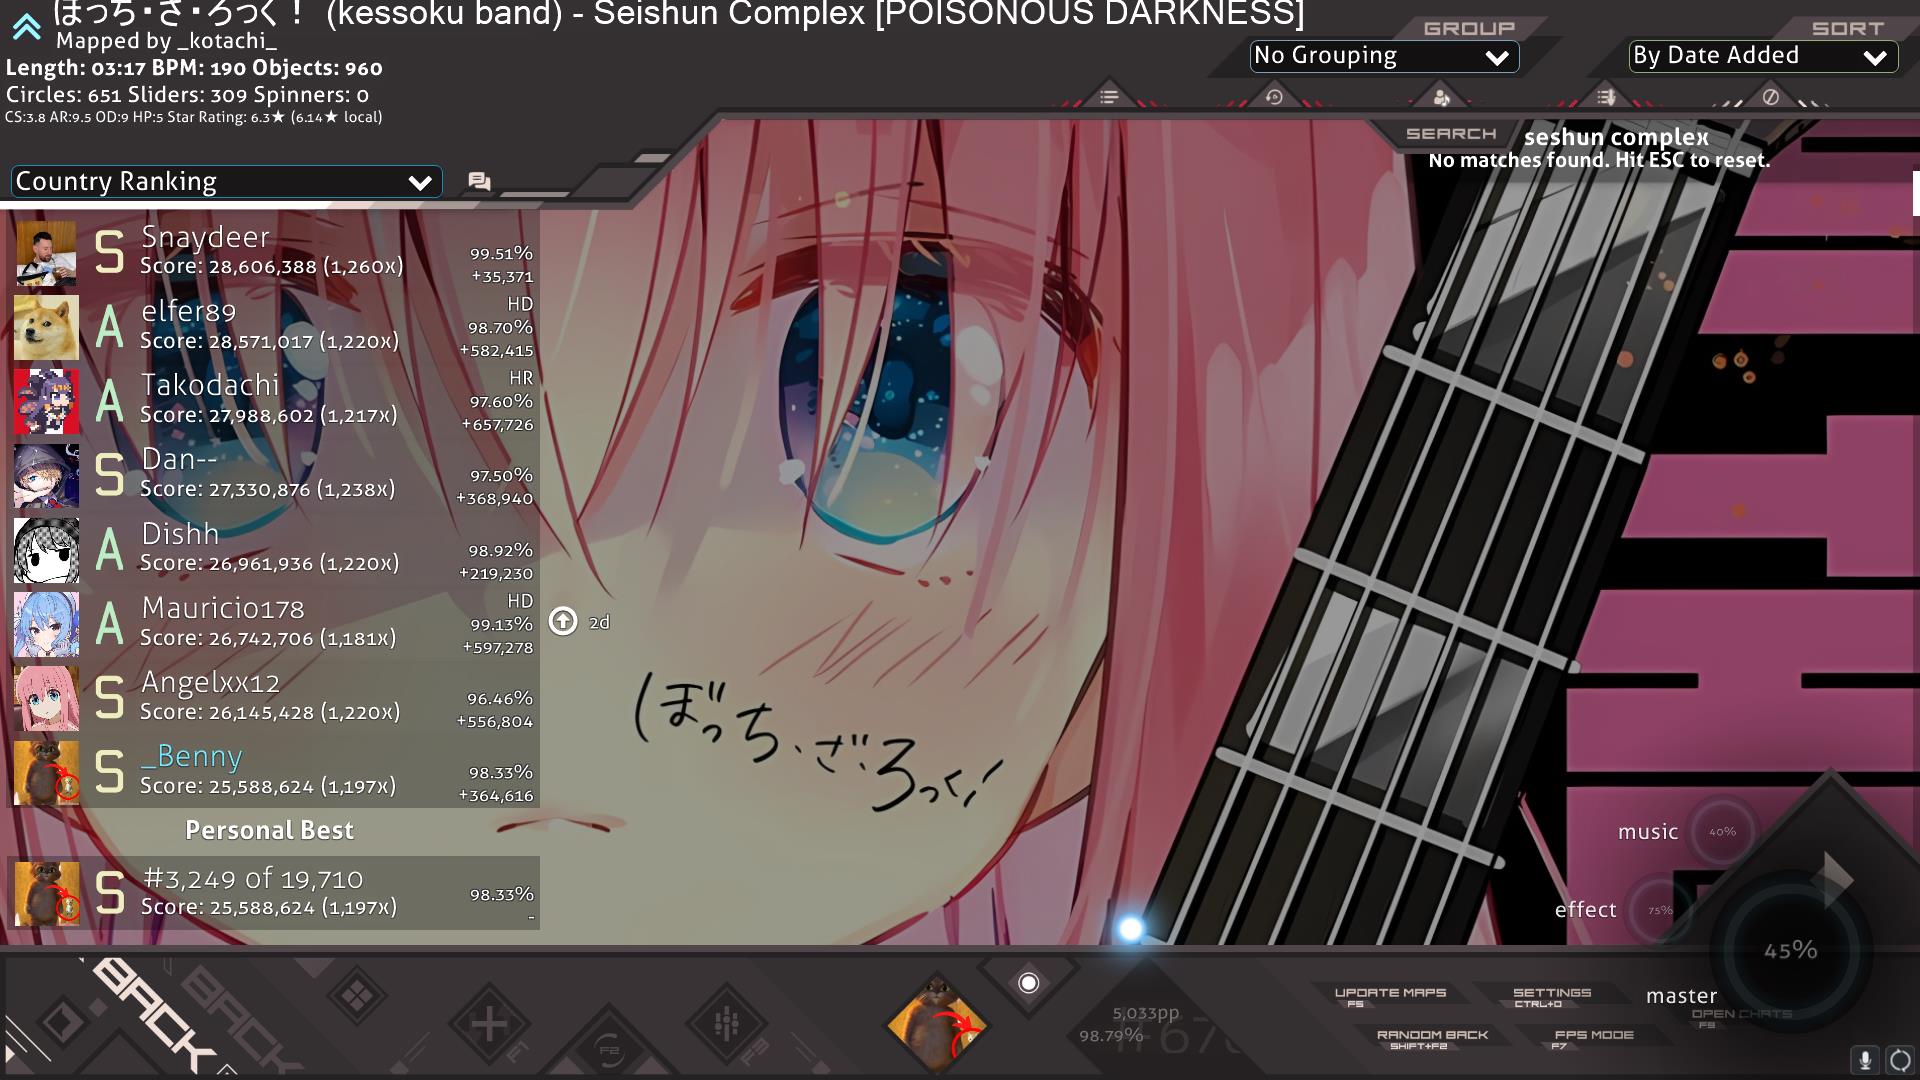 ぼっち・ざ・ろっく！ (kessoku band) - Seishun Complex [POISONOUS DARKNESS]
Mapped by _kotachi_
Length: 03:17 BPM: 190 Objects: 960
Circles: 651 Sliders: 309 Spinners: 0
CS:3.8 AR:9.5 OD:9 HP:5 Star Rating: 6.3★ (6.14★ local)
GROUP
No Grouping
SORT
By Date Added
SEARCH seshun complex
No matches found. Hit ESC to reset.
Country Ranking
Snaydeer
Score: 28,606,388 (1,260x)
99.51%
+35,371
elfer89
Score: 28,571,017 (1,220x)
HD
98.70%
+582,415
Takodachi
Score: 27,988,602 (1,217x)
HR
97.60%
+657,726
Dan--
Score: 27,330,876 (1,238x)
97.50%
+368,940
Dishh
Score: 26,961,936 (1,220x)
98.92%
+219,230
Mauricio178
Score: 26,742,706 (1,181x)
HD
99.13%
+597,278
2d
Angelxx12
Score: 26,145,428 (1,220x)
96.46%
+556,804
_Benny
Score: 25,588,624 (1,197x)
98.33%
+364,616
Personal Best
#3,249 of 19,710
Score: 25,588,624 (1,197x)
98.33%
-
ぼっち・ざ・ろっく!
music 40%
effect 75%
45%
master
BACK
BACK
F2
5,033pp
98.79%
UPDATE MAPS
F5
SETTINGS
CTRL+O
OPEN CHATS
F9
RANDOM BACK
SHIFT+F2
FPS MODE
F7